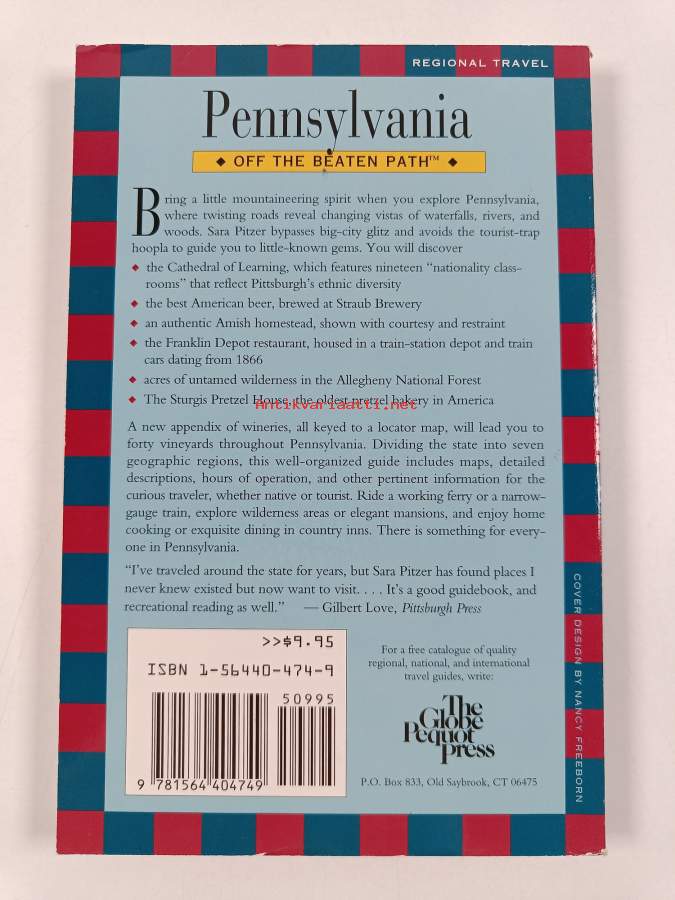 REGIONAL TRAVEL
Pennsylvania
◆ OFF THE BEATEN PATH™ ◆
Bring a little mountaineering spirit when you explore Pennsylvania,
where twisting roads reveal changing vistas of waterfalls, rivers, and
woods. Sara Pitzer bypasses big-city glitz and avoids the tourist-trap
hoopla to guide you to little-known gems. You will discover
◆ the Cathedral of Learning, which features nineteen “nationality class-
rooms” that reflect Pittsburgh’s ethnic diversity
◆ the best American beer, brewed at Straub Brewery
◆ an authentic Amish homestead, shown with courtesy and restraint
◆ the Franklin Depot restaurant, housed in a train-station depot and train
cars dating from 1866
◆ acres of untamed wilderness in the Allegheny National Forest
◆ The Sturgis Pretzel House, the oldest pretzel bakery in America
Antikvariaatti.net
A new appendix of wineries, all keyed to a locator map, will lead you to
forty vineyards throughout Pennsylvania. Dividing the state into seven
geographic regions, this well-organized guide includes maps, detailed
descriptions, hours of operation, and other pertinent information for the
curious traveler, whether native or tourist. Ride a working ferry or a narrow-
gauge train, explore wilderness areas or elegant mansions, and enjoy home
cooking or exquisite dining in country inns. There is something for every-
one in Pennsylvania.
“I’ve traveled around the state for years, but Sara Pitzer has found places I
never knew existed but now want to visit. . . . It’s a good guidebook, and
recreational reading as well.” — Gilbert Love, Pittsburgh Press
>>$9.95
ISBN 1-56440-474-9
50995
9 781564 404749
For a free catalogue of quality
regional, national, and international
travel guides, write:
The
Globe
Pequot
Press
P.O. Box 833, Old Saybrook, CT 06475
COVER DESIGN BY NANCY FREEBORN